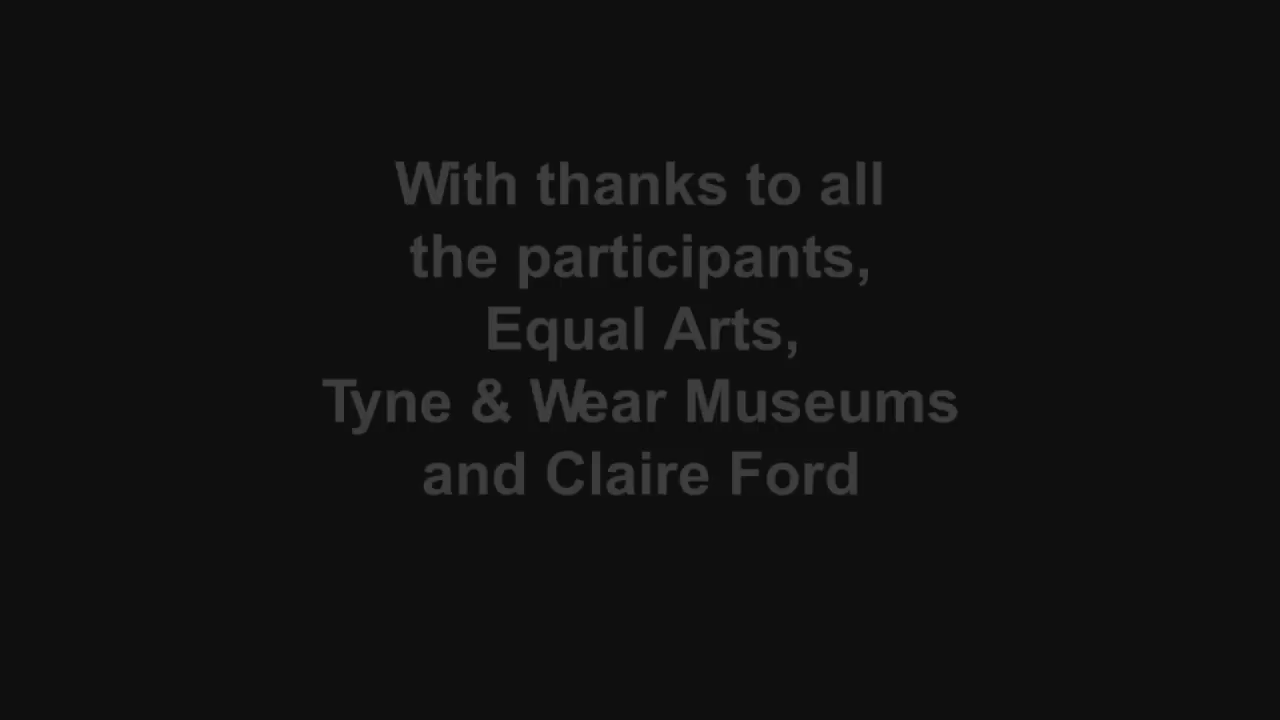 With thanks to all
the participants,
Equal Arts,
Tyne & Wear Museums
and Claire Ford